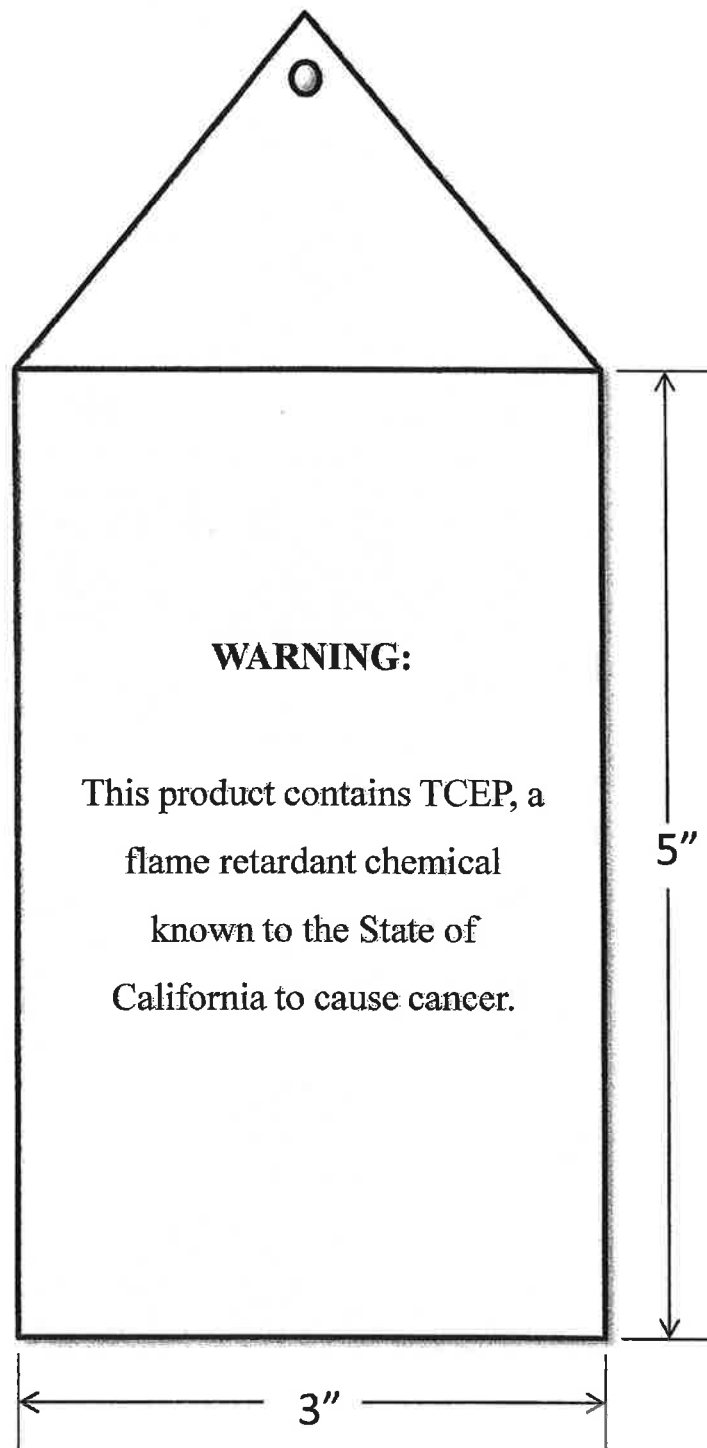 WARNING:
This product contains TCEP, a
flame retardant chemical
known to the State of
California to cause cancer.
5″
3″